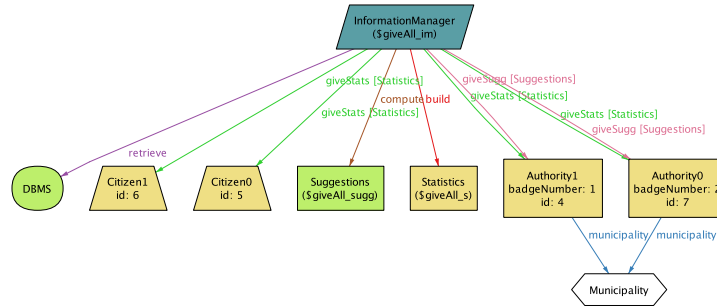 InformationManager
($giveAll_im)
giveStats [Statistics]
giveSugg [Suggestions]
compute
build
giveStats [Statistics]
giveStats [Statistics]
giveStats [Statistics]
giveSugg [Suggestions]
retrieve
DBMS
Citizen1
id: 6
Citizen0
id: 5
Suggestions
($giveAll_sugg)
Statistics
($giveAll_s)
Authority1
badgeNumber: 1
id: 4
Authority0
badgeNumber: 2
id: 7
municipality
municipality
Municipality